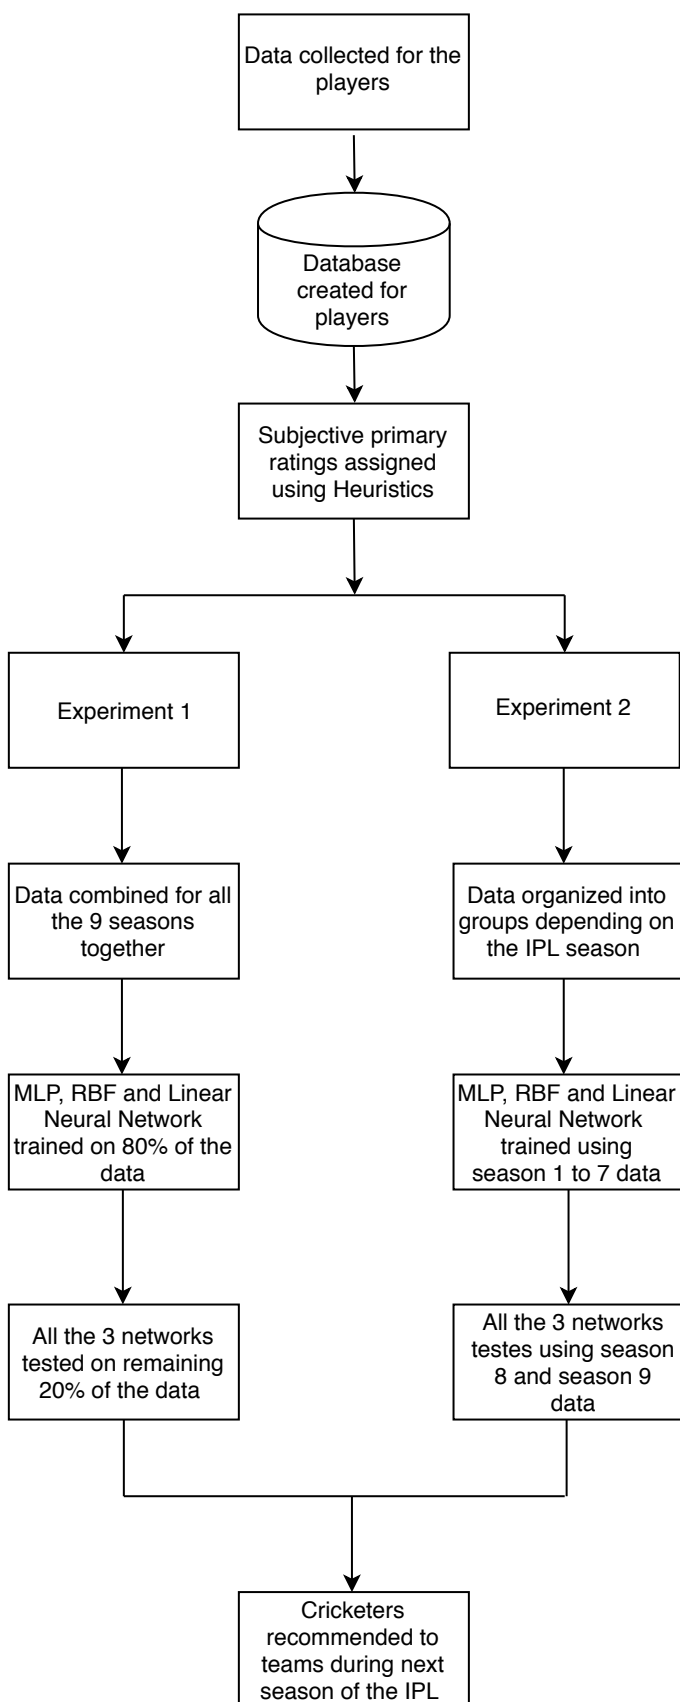 Data collected for the
players
Database
created for
players
Subjective primary
ratings assigned
using Heuristics
Experiment 1
Experiment 2
Data combined for all
the 9 seasons
together
Data organized into
groups depending on
the IPL season
MLP, RBF and Linear
Neural Network
trained on 80% of the
data
MLP, RBF and Linear
Neural Network
trained using
season 1 to 7 data
All the 3 networks
tested on remaining
20% of the data
All the 3 networks
testes using season
8 and season 9
data
Cricketers
recommended to
teams during next
season of the IPL